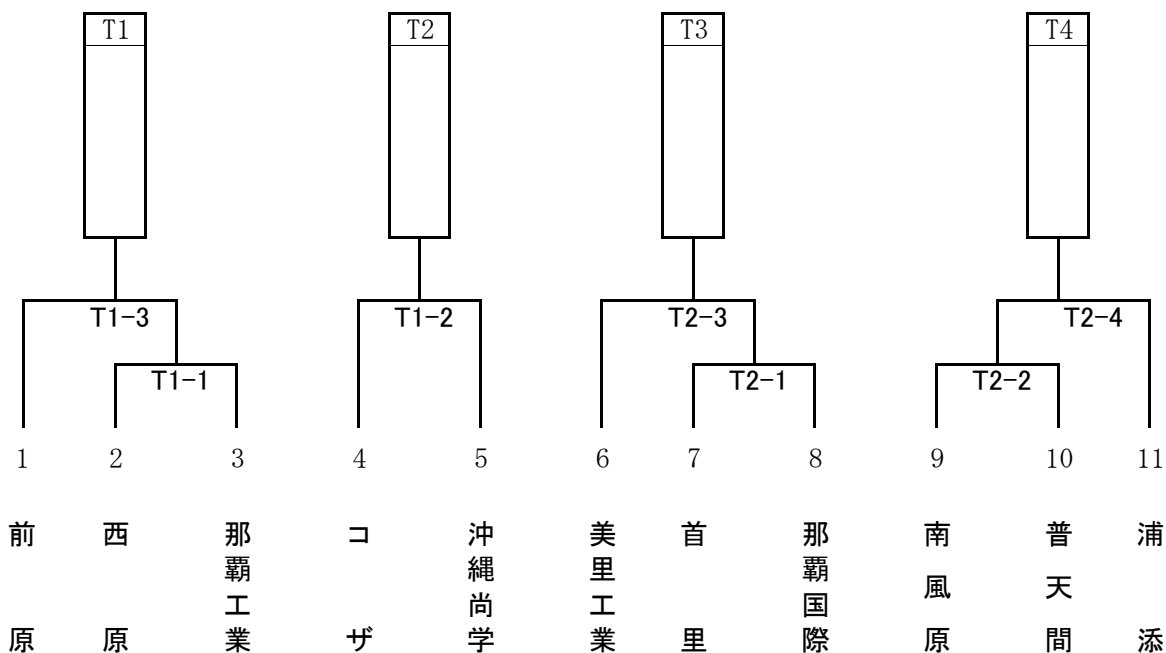 T1 T2 T3 T4
T1-3 T1-2 T2-3 T2-4
T1-1 T2-1 T2-2
1 2 3 4 5 6 7 8 9 10 11
前原
西原
那覇工業
コザ
沖縄尚学
美里工業
首里
那覇国際
南風原
普天間
浦添